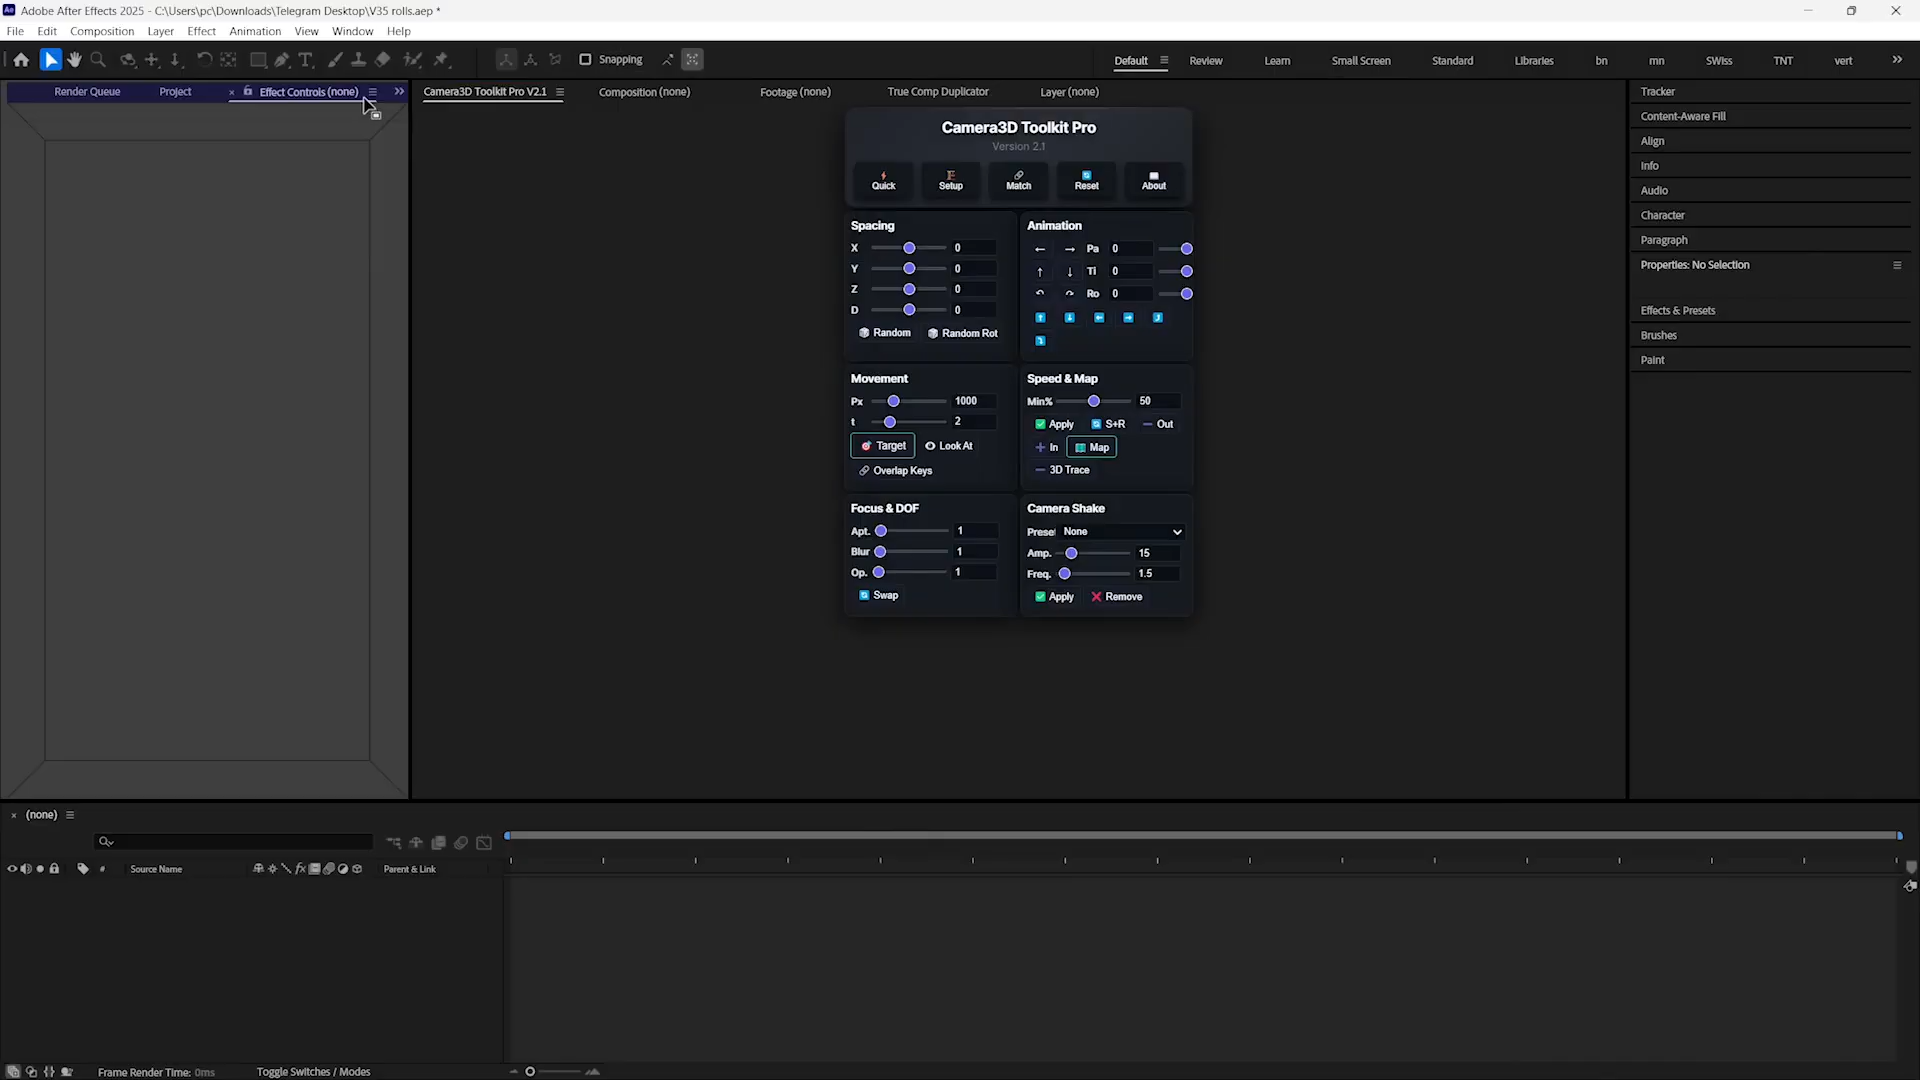 Adobe After Effects 2025 - C:\Users\pc\Downloads\Telegram Desktop\V35 rolls.aep *
File Edit Composition Layer Effect Animation View Window Help
Snapping
Default Review Learn Small Screen Standard Libraries bn mn SWiss TNT vert
Render Queue Project Effect Controls (none)
Camera3D Toolkit Pro V2.1 Composition (none) Footage (none) True Comp Duplicator Layer (none)
Camera3D Toolkit Pro
Version 2.1
Quick Setup Match Reset About
Spacing
X 0
Y 0
Z 0
D 0
Random Random Rot
Animation
← → Pa 0
↑ ↓ Ti 0
↶ ↷ Ro 0
Movement
Px 1000
t 2
Target Look At
Overlap Keys
Speed & Map
Min% 50
Apply S+R Out
In Map
3D Trace
Focus & DOF
Apt. 1
Blur 1
Op. 1
Swap
Camera Shake
Prese None
Amp. 15
Freq. 1.5
Apply Remove
Tracker
Content-Aware Fill
Align
Info
Audio
Character
Paragraph
Properties: No Selection
Effects & Presets
Brushes
Paint
(none)
# Source Name fx Parent & Link
Frame Render Time: 0ms Toggle Switches / Modes